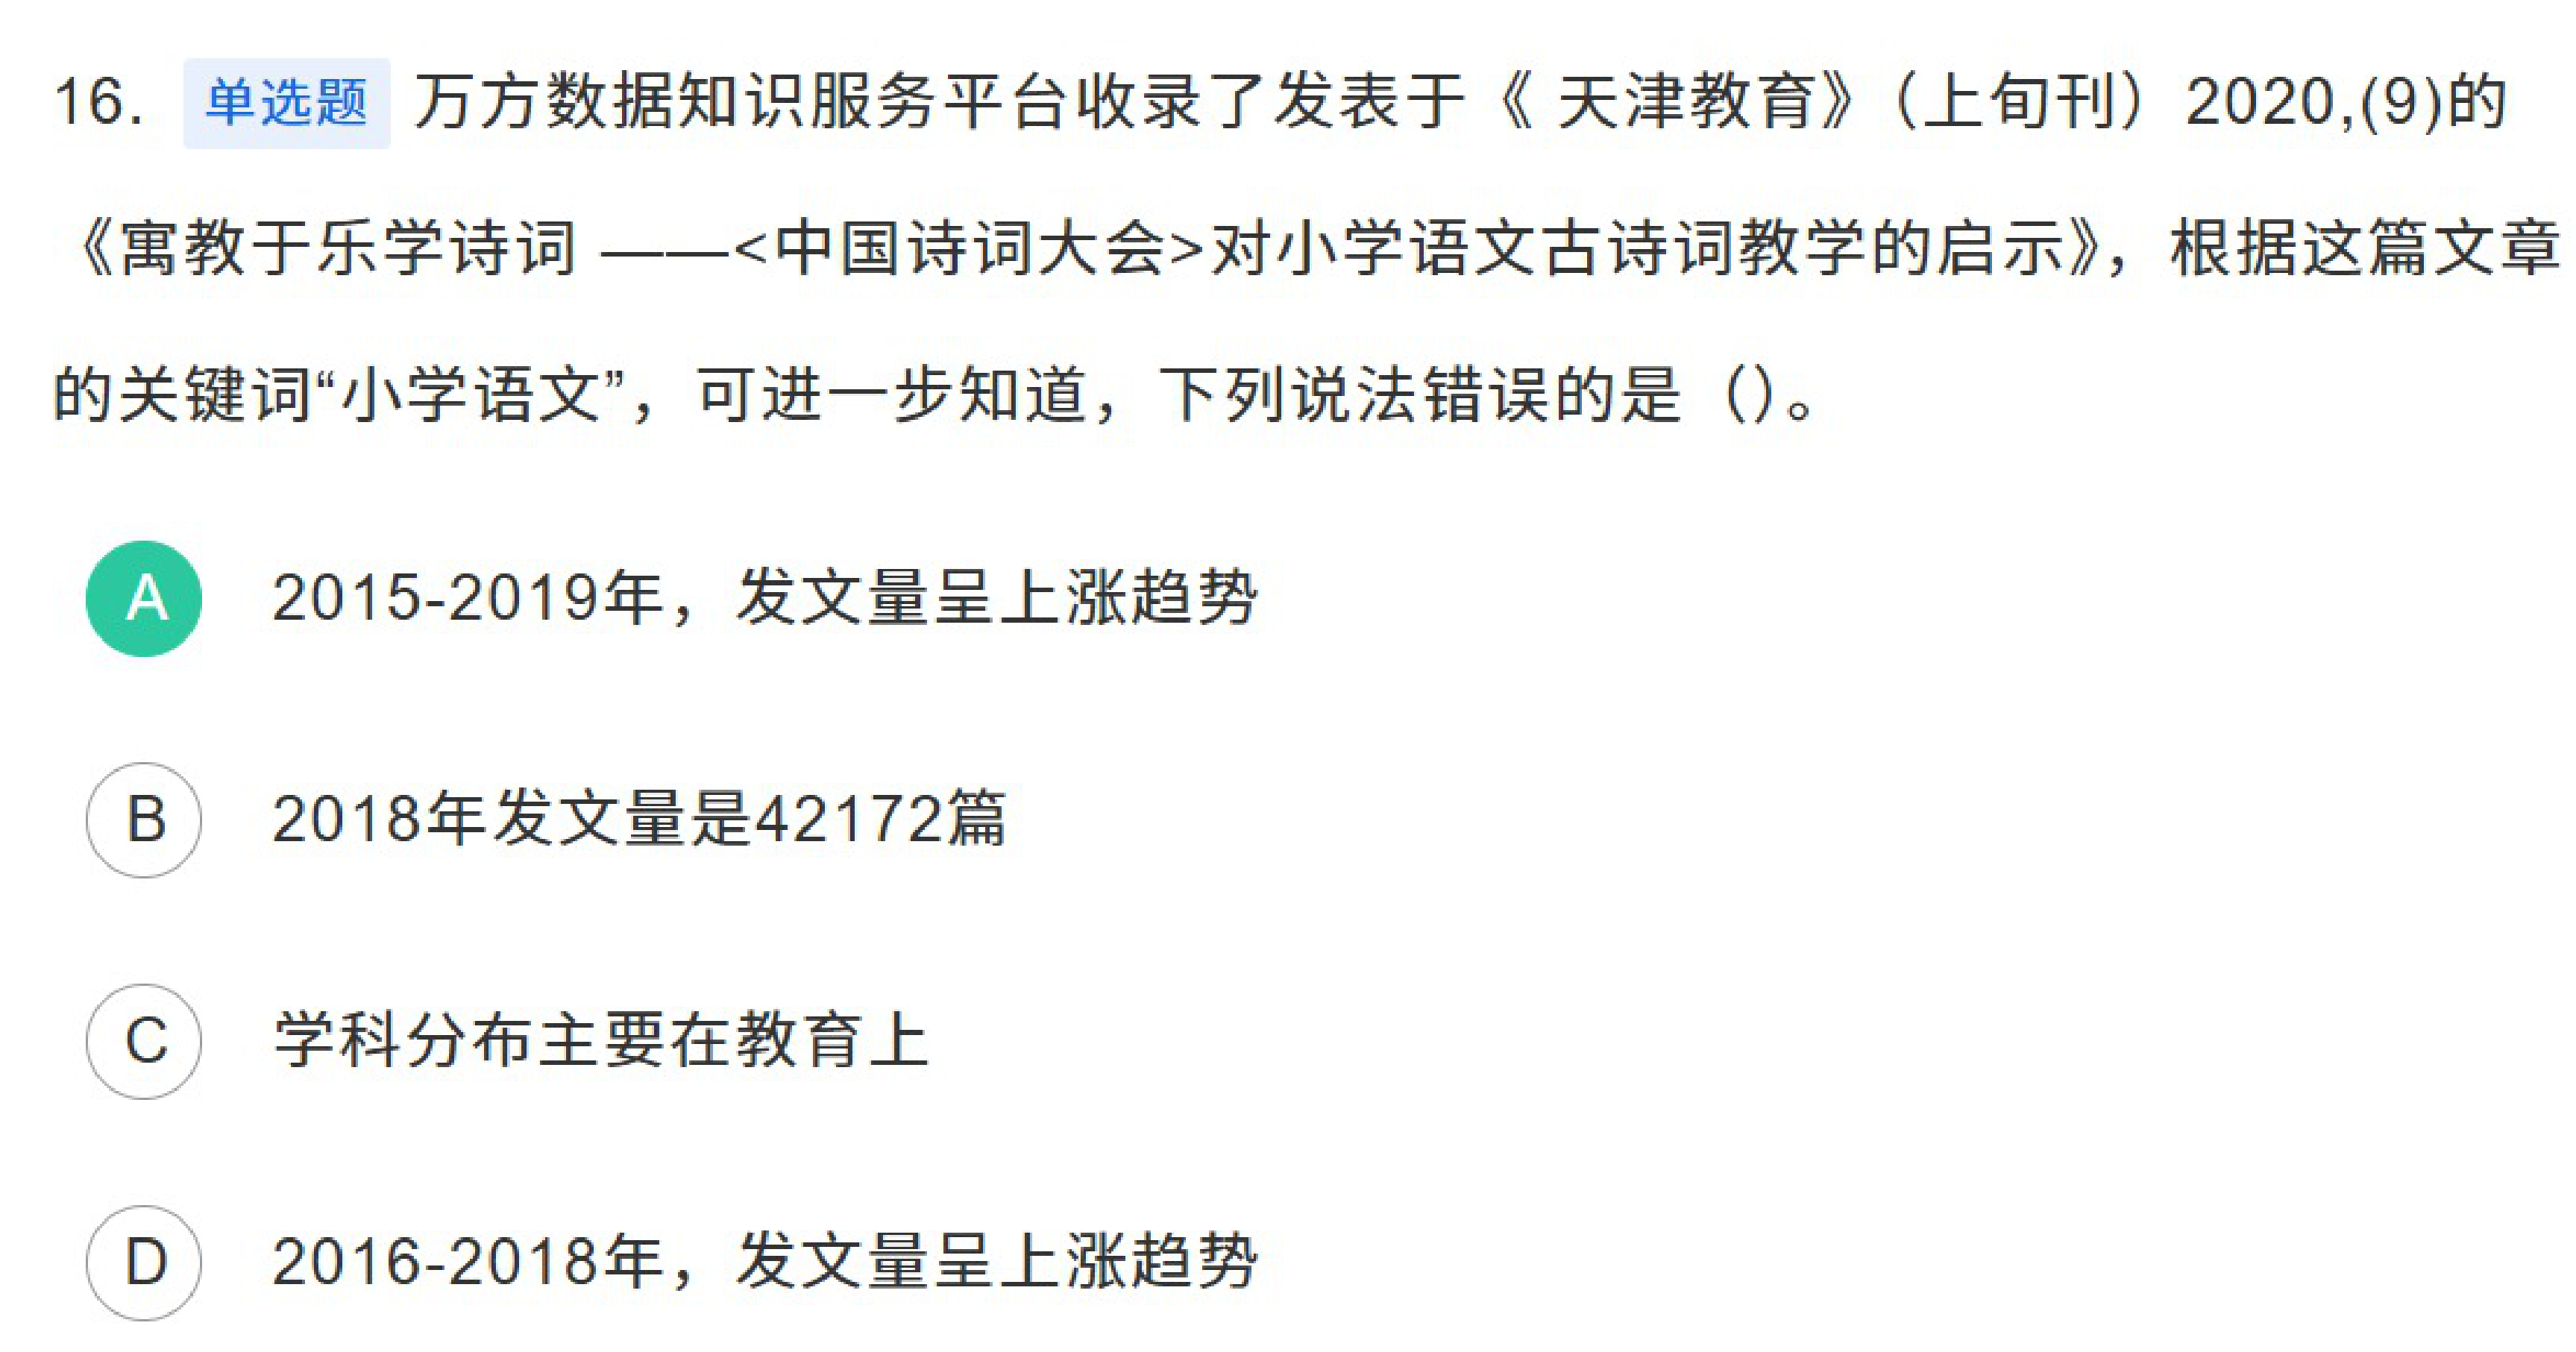 16. 单选题 万方数据知识服务平台收录了发表于《 天津教育》（上旬刊）2020,(9)的
《寓教于乐学诗词 ——<中国诗词大会>对小学语文古诗词教学的启示》，根据这篇文章
的关键词“小学语文”，可进一步知道，下列说法错误的是（）。
A 2015-2019年，发文量呈上涨趋势
B 2018年发文量是42172篇
C 学科分布主要在教育上
D 2016-2018年，发文量呈上涨趋势